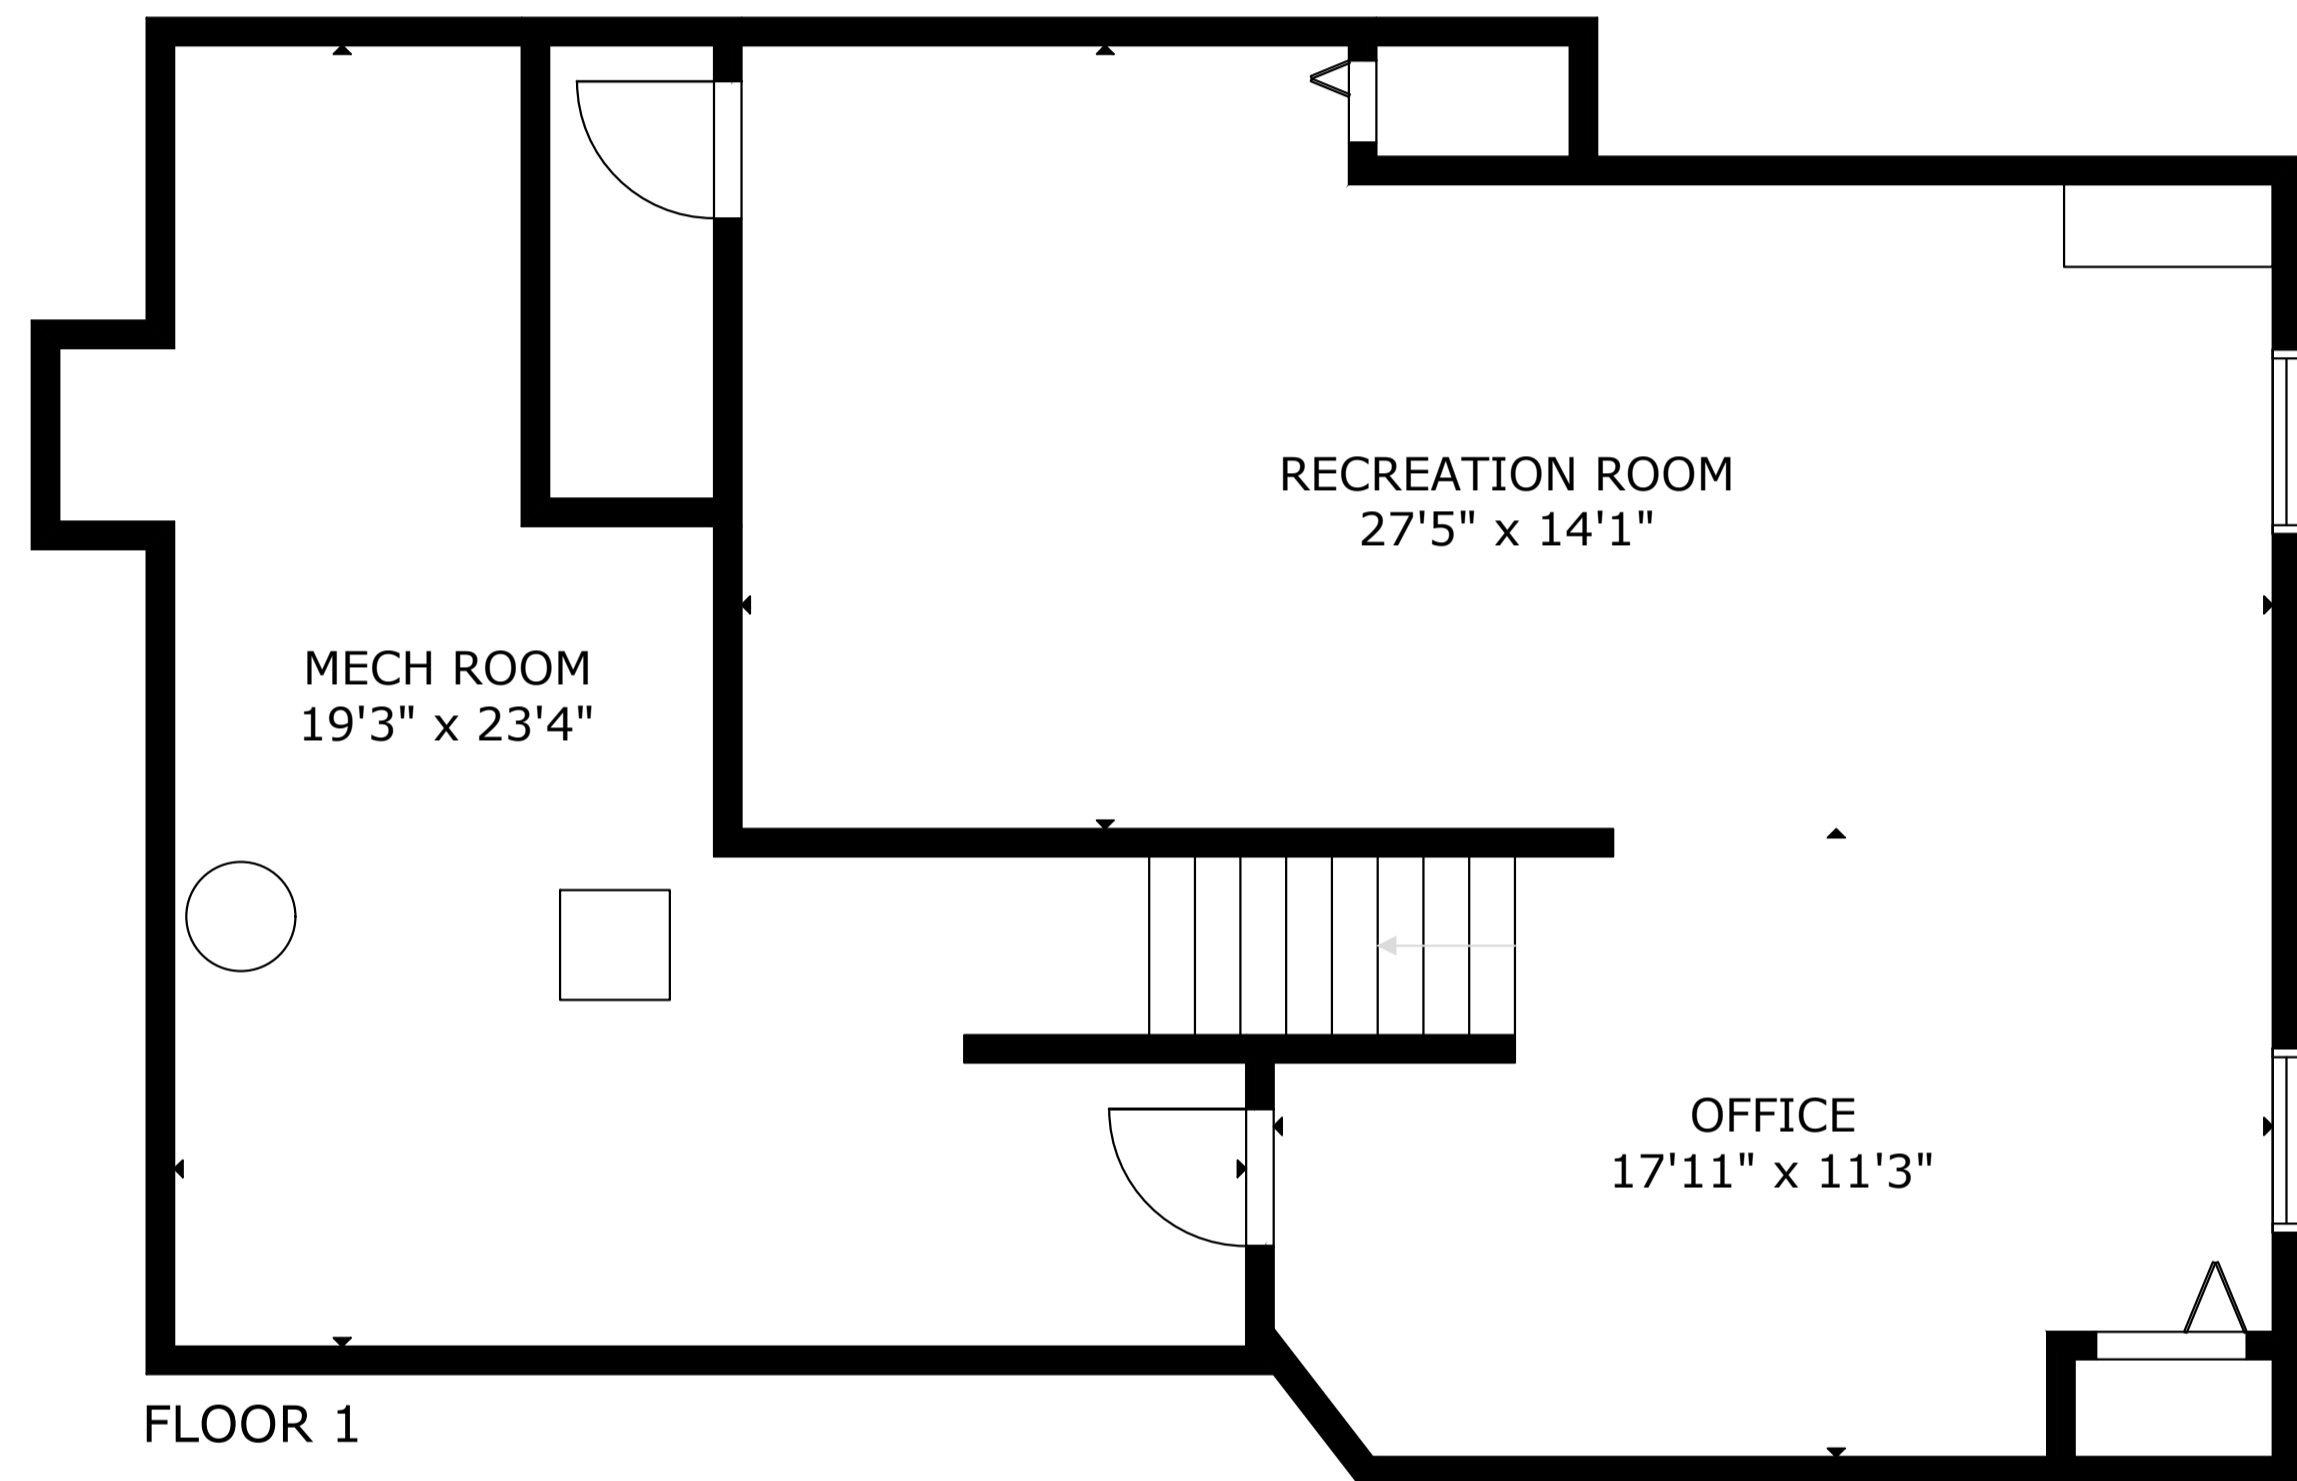 RECREATION ROOM
27'5" x 14'1"
MECH ROOM
19'3" x 23'4"
OFFICE
17'11" x 11'3"
FLOOR 1